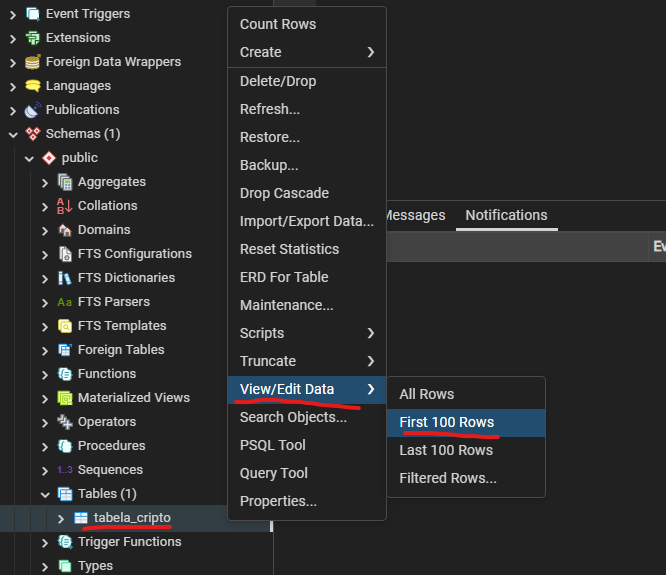 Event Triggers
Extensions
Foreign Data Wrappers
Languages
Publications
Schemas (1)
public
Aggregates
A
B
Collations
Domains
FTS Configurations
FTS Dictionaries
Aa FTS Parsers
FTS Templates
Foreign Tables
Functions
Materialized Views
Operators
Procedures
1..3 Sequences
Tables (1)
tabela_cripto
Trigger Functions
Types
Count Rows
Create
Delete/Drop
Refresh...
Restore...
Backup...
Drop Cascade
Import/Export Data...
Reset Statistics
ERD For Table
Maintenance...
Scripts
Truncate
View/Edit Data
Search Objects...
PSQL Tool
Query Tool
Properties...
All Rows
First 100 Rows
Last 100 Rows
Filtered Rows...
Messages
Notifications
Ev